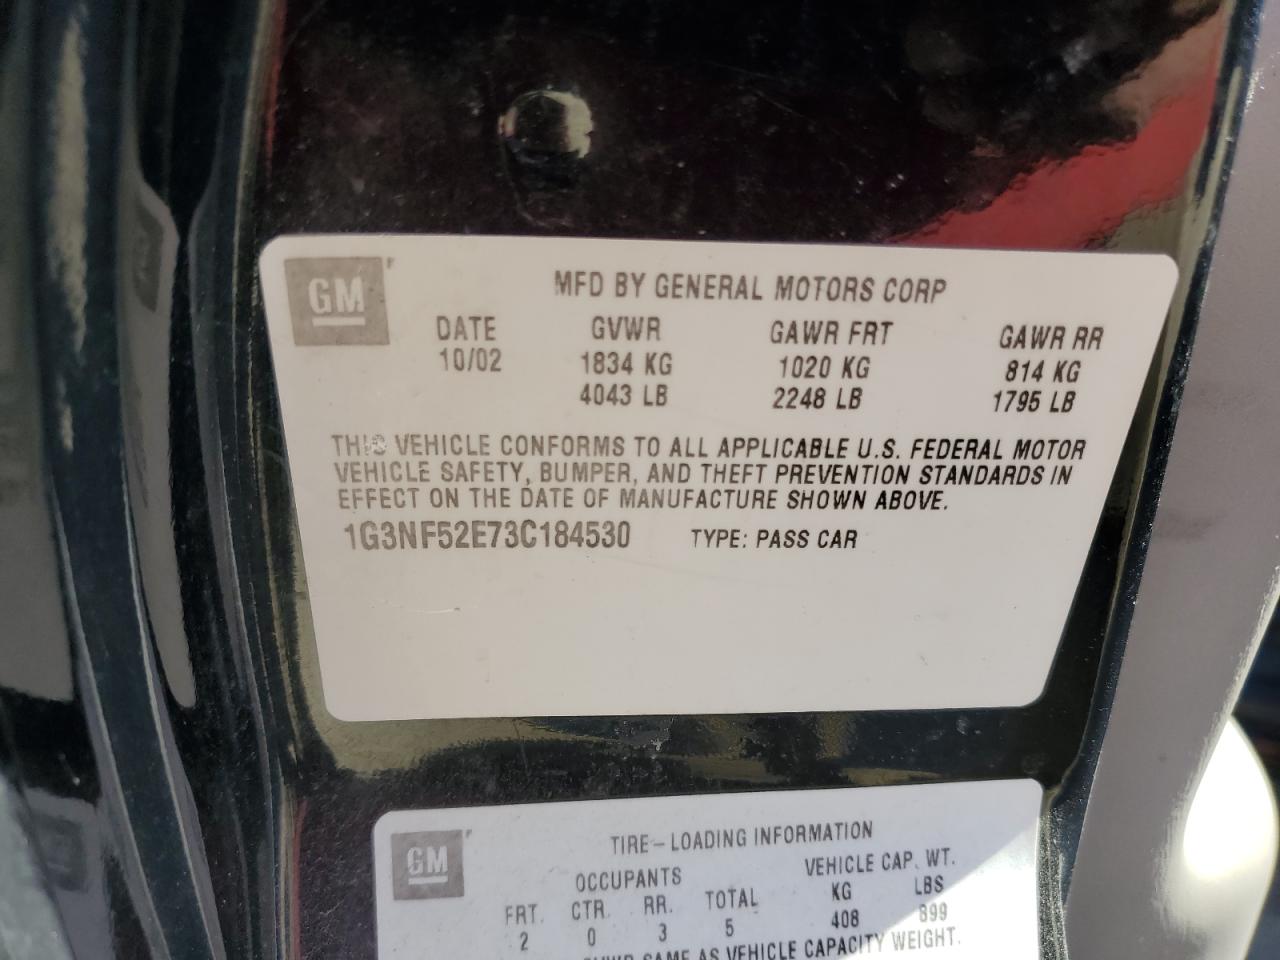 GM
MFD BY GENERAL MOTORS CORP
DATE GVWR GAWR FRT GAWR RR
10/02 1834 KG 1020 KG 814 KG
4043 LB 2248 LB 1795 LB
THIS VEHICLE CONFORMS TO ALL APPLICABLE U.S. FEDERAL MOTOR
VEHICLE SAFETY, BUMPER, AND THEFT PREVENTION STANDARDS IN
EFFECT ON THE DATE OF MANUFACTURE SHOWN ABOVE.
1G3NF52E73C184530 TYPE: PASS CAR
GM
TIRE-LOADING INFORMATION
OCCUPANTS VEHICLE CAP. WT.
FRT. CTR. RR. TOTAL KG LBS
2 0 3 5 408 899
SAME AS VEHICLE CAPACITY WEIGHT.